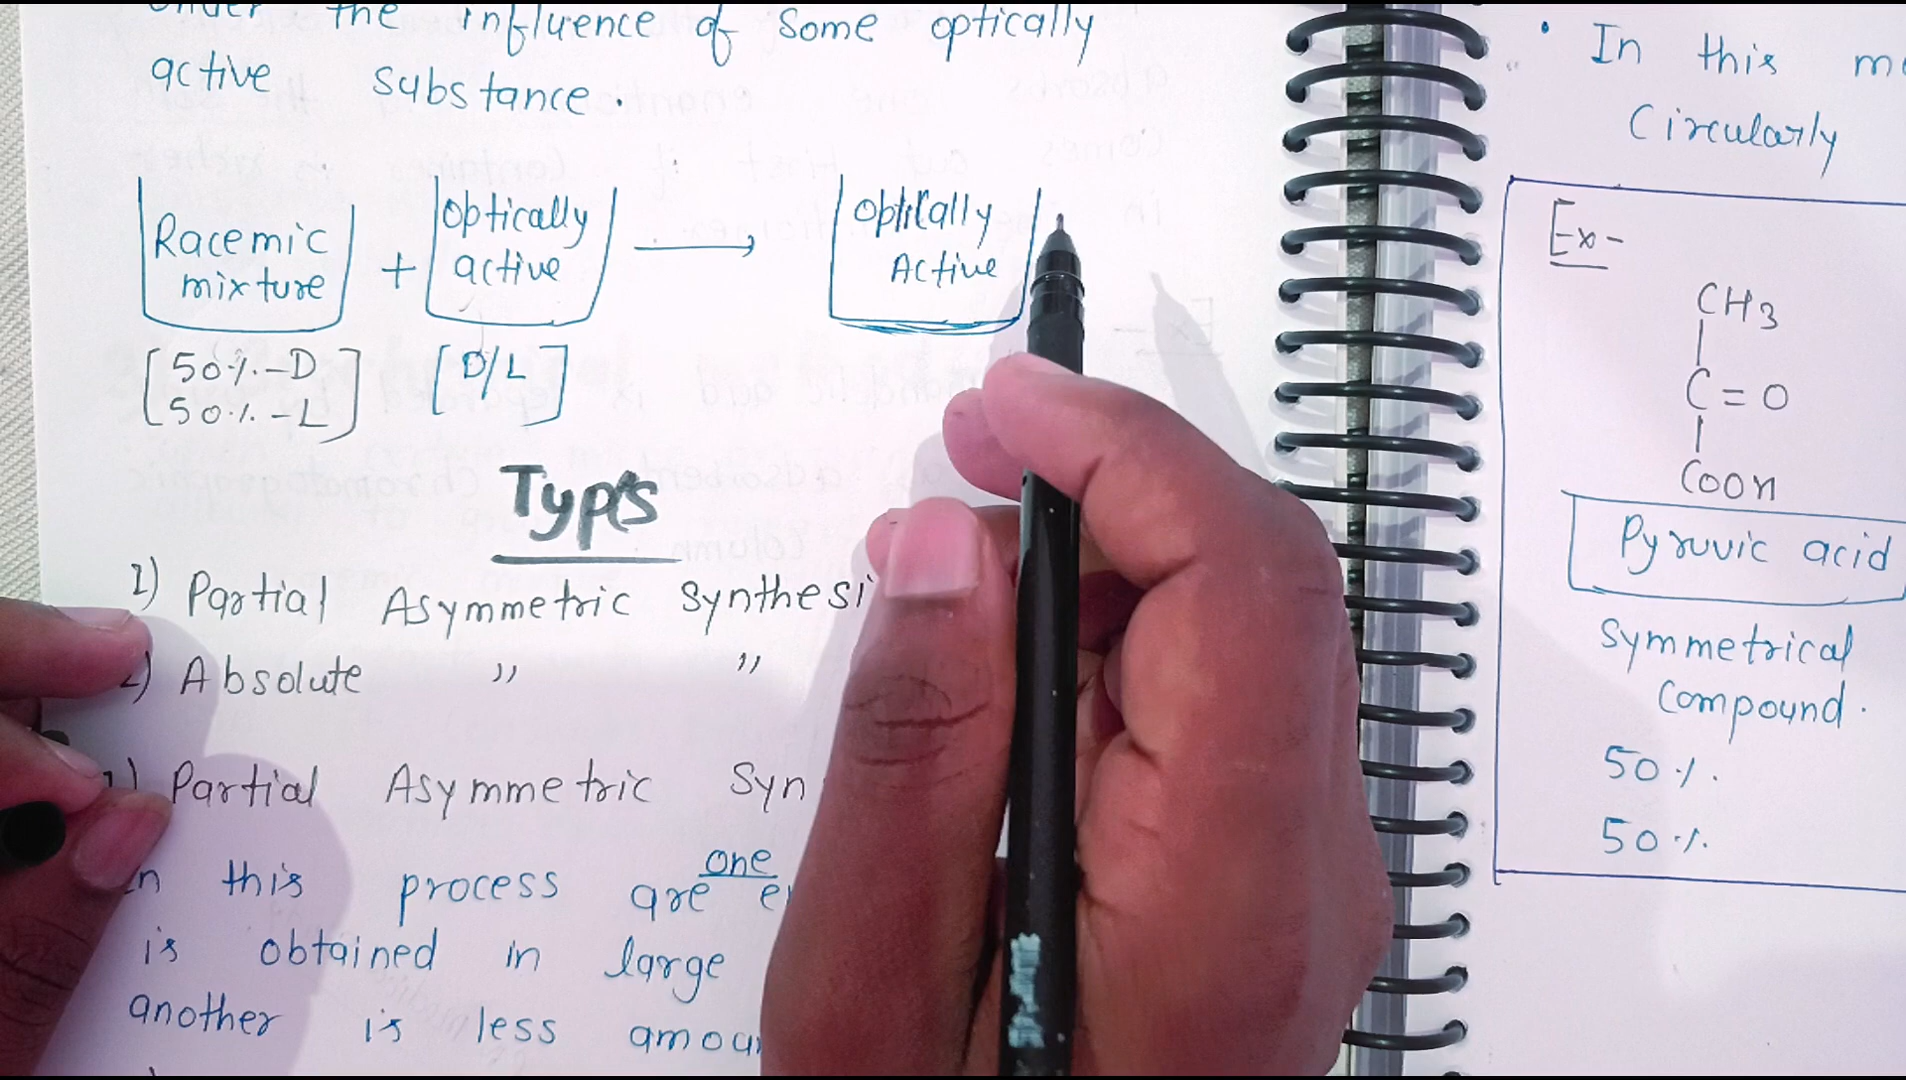 the influence of some optically
active substance.
Racemic mixture + optically active → optically Active
[50%-D 50%-L] [D/L]
Typ's
1) Partial Asymmetric Synthesi
2) Absolute " "
1) Partial Asymmetric Syn
In this process are one
is obtained in large
another is less
• In this
Circularly
Ex-
CH3
|
C=O
|
COOH
Pyruvic acid
Symmetrical
Compound.
50%.
50%.